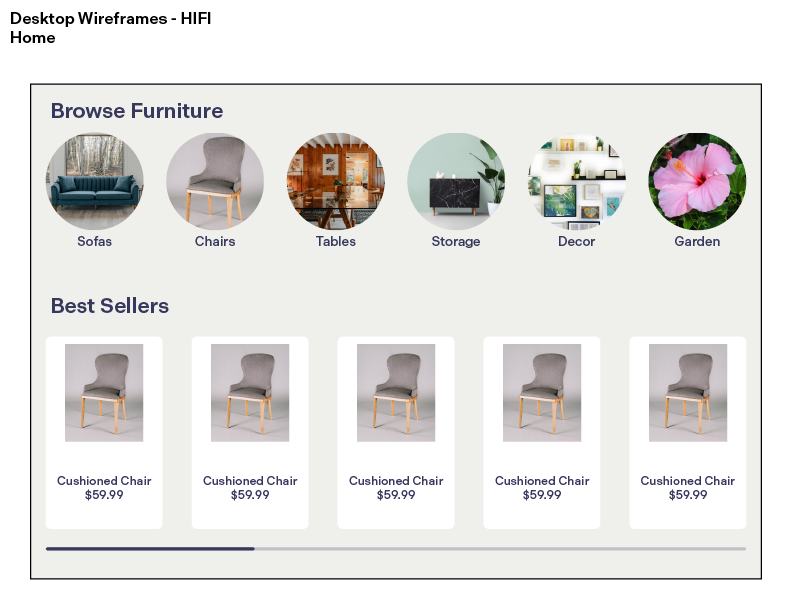 Desktop Wireframes - HIFI
Home
Browse Furniture
Sofas
Chairs
Tables
Storage
Decor
Garden
Best Sellers
Cushioned Chair
$59.99
Cushioned Chair
$59.99
Cushioned Chair
$59.99
Cushioned Chair
$59.99
Cushioned Chair
$59.99